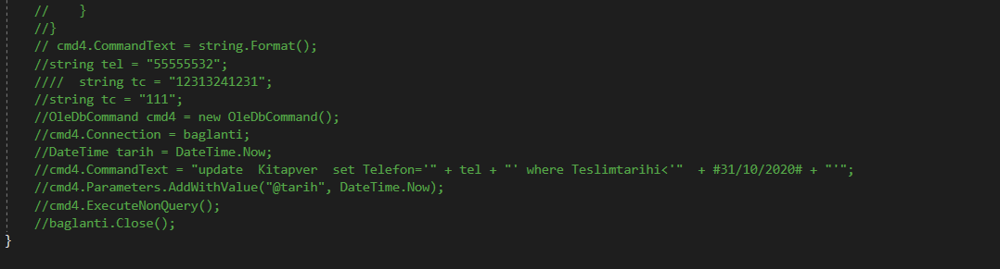 //    }
//}
// cmd4.CommandText = string.Format();
//string tel = "55555532";
////  string tc = "12313241231";
//string tc = "111";
//OleDbCommand cmd4 = new OleDbCommand();
//cmd4.Connection = baglanti;
//DateTime tarih = DateTime.Now;
//cmd4.CommandText = "update  Kitapver  set Telefon='" + tel + "' where Teslimtarihi<'"  + #31/10/2020# + "'";
//cmd4.Parameters.AddWithValue("@tarih", DateTime.Now);
//cmd4.ExecuteNonQuery();
//baglanti.Close();
}